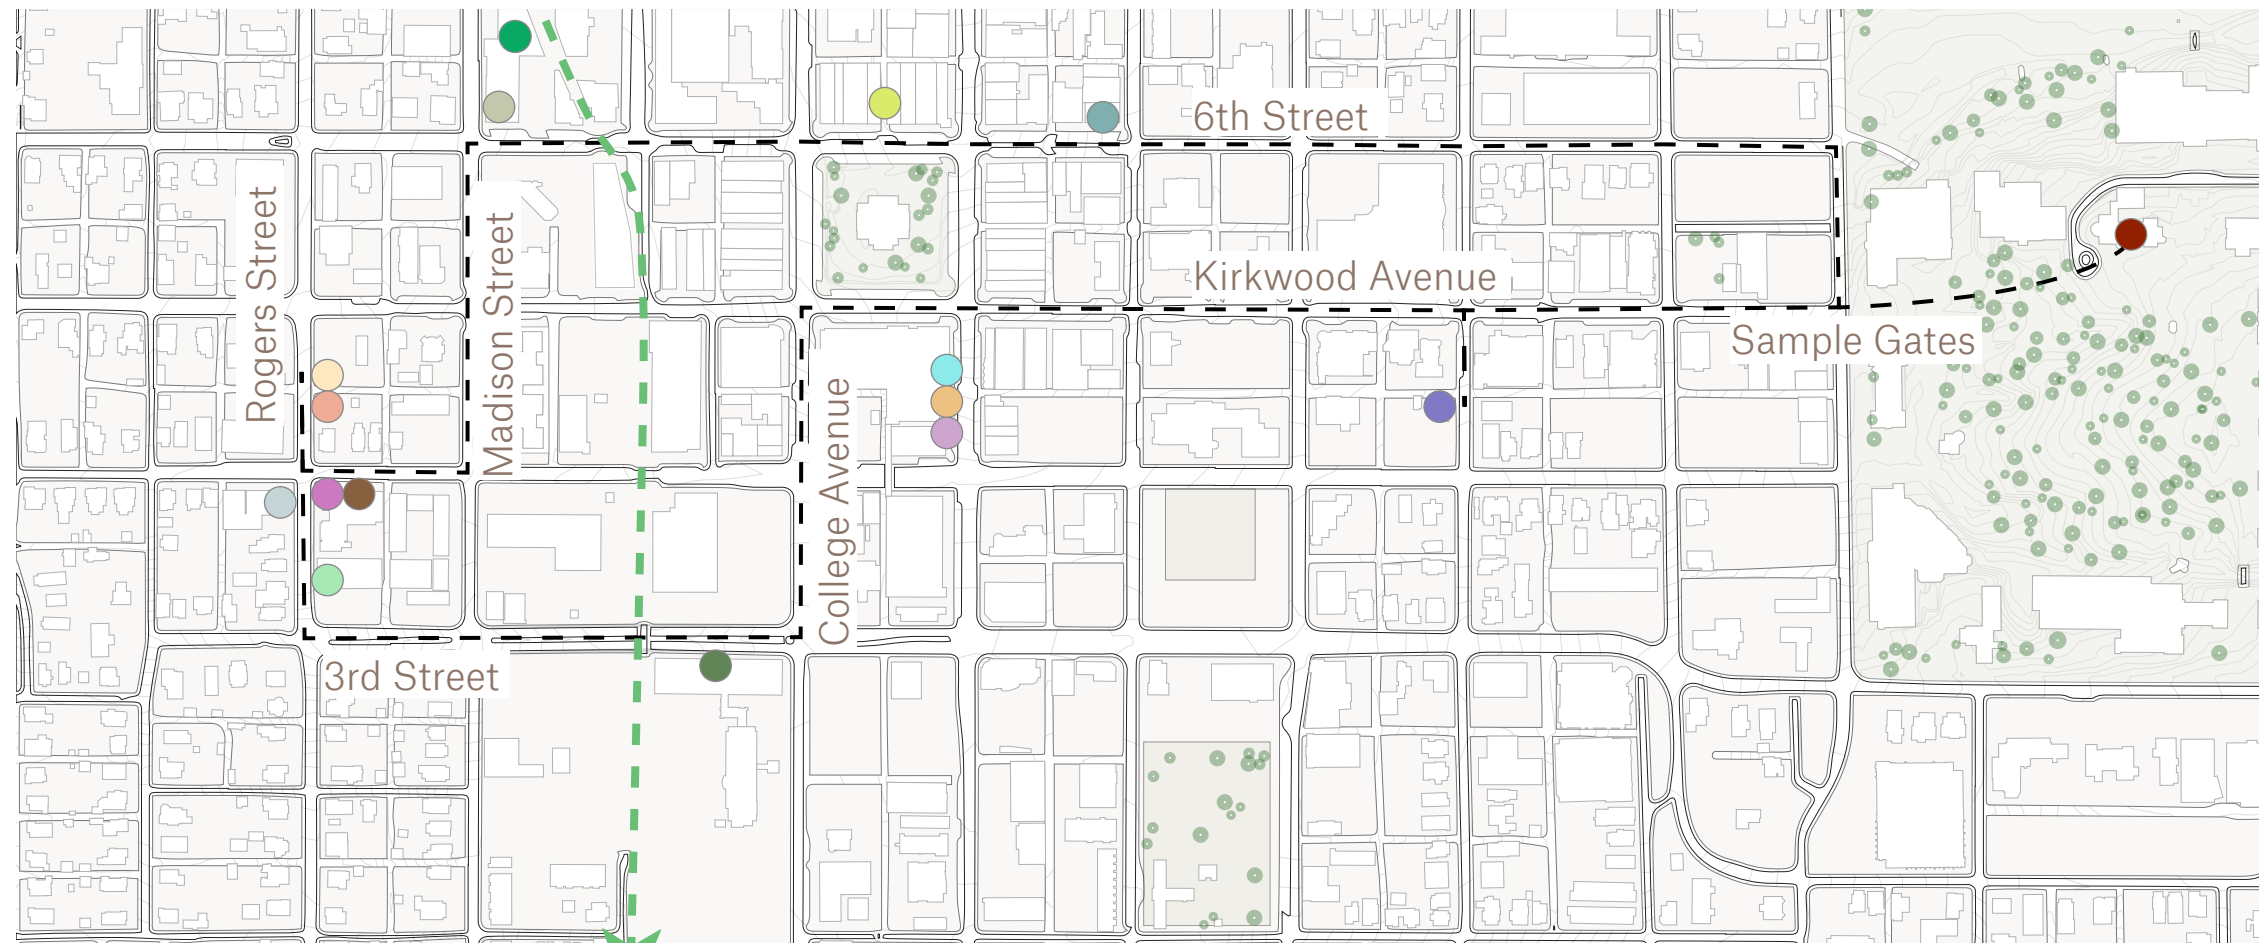 6th Street
Rogers Street
Madison Street
Kirkwood Avenue
Sample Gates
College Avenue
3rd Street